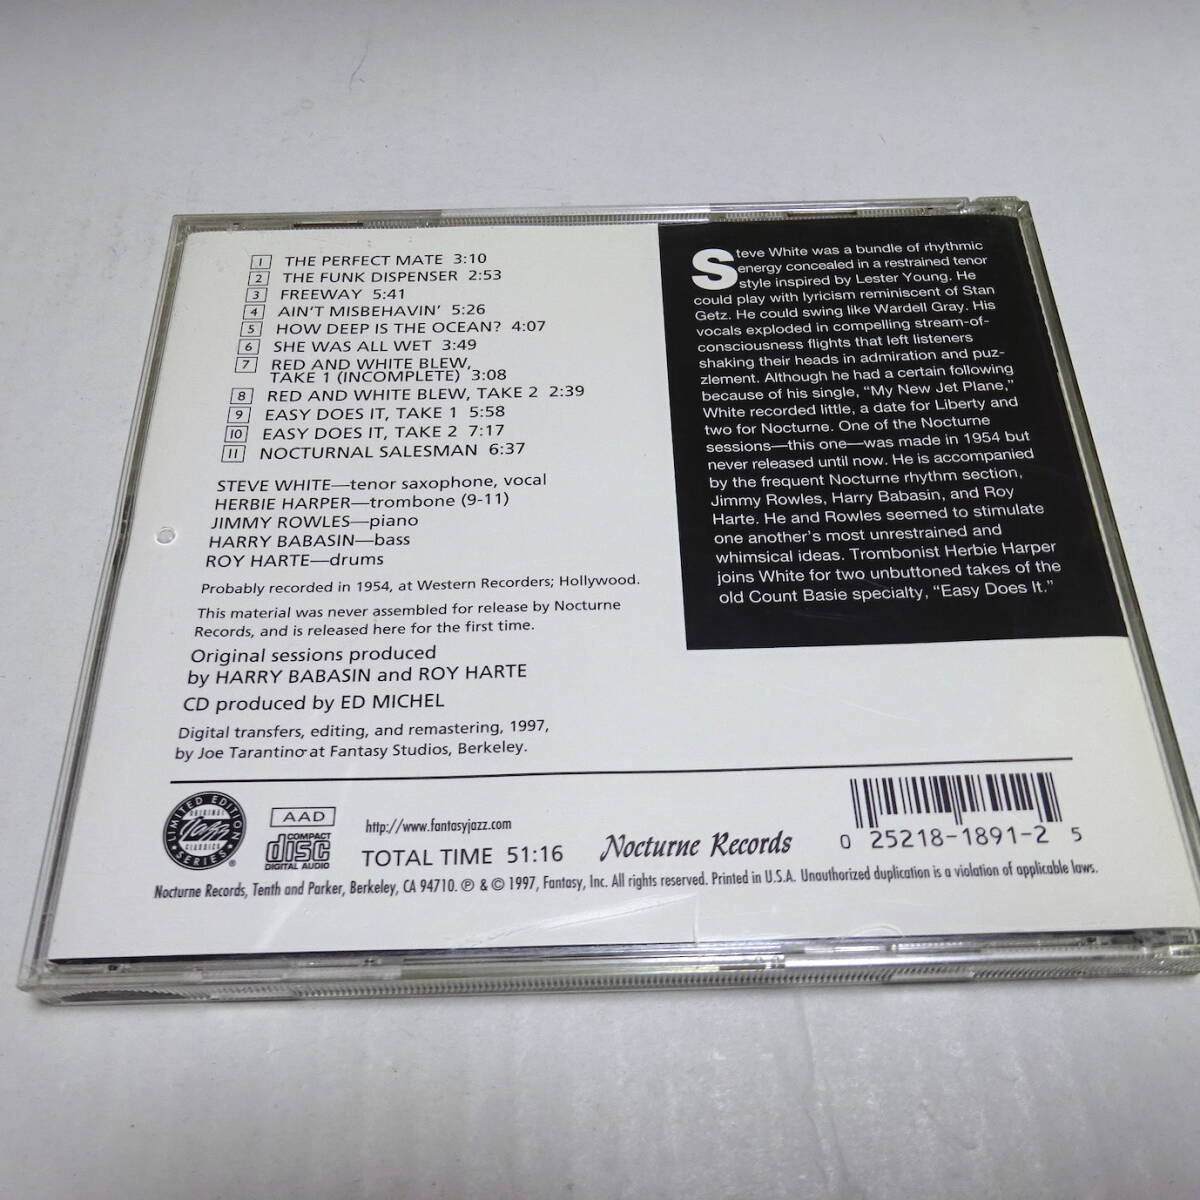 1 THE PERFECT MATE 3:10
2 THE FUNK DISPENSER 2:53
3 FREEWAY 5:41
4 AIN'T MISBEHAVIN' 5:26
5 HOW DEEP IS THE OCEAN? 4:07
6 SHE WAS ALL WET 3:49
7 RED AND WHITE BLEW,
TAKE 1 (INCOMPLETE) 3:08
8 RED AND WHITE BLEW, TAKE 2 2:39
9 EASY DOES IT, TAKE 1 5:58
10 EASY DOES IT, TAKE 2 7:17
11 NOCTURNAL SALESMAN 6:37
STEVE WHITE—tenor saxophone, vocal
HERBIE HARPER—trombone (9-11)
JIMMY ROWLES—piano
HARRY BABASIN—bass
ROY HARTE—drums
Probably recorded in 1954, at Western Recorders; Hollywood.
This material was never assembled for release by Nocturne
Records, and is released here for the first time.
Original sessions produced
by HARRY BABASIN and ROY HARTE
CD produced by ED MICHEL
Digital transfers, editing, and remastering, 1997,
by Joe Tarantino at Fantasy Studios, Berkeley.
Steve White was a bundle of rhythmic
energy concealed in a restrained tenor
style inspired by Lester Young. He
could play with lyricism reminiscent of Stan
Getz. He could swing like Wardell Gray. His
vocals exploded in compelling stream-of-
consciousness flights that left listeners
shaking their heads in admiration and puz-
zlement. Although he had a certain following
because of his single, "My New Jet Plane,"
White recorded little, a date for Liberty and
two for Nocturne. One of the Nocturne
sessions—this one—was made in 1954 but
never released until now. He is accompanied
by the frequent Nocturne rhythm section,
Jimmy Rowles, Harry Babasin, and Roy
Harte. He and Rowles seemed to stimulate
one another's most unrestrained and
whimsical ideas. Trombonist Herbie Harper
joins White for two unbuttoned takes of the
old Count Basie specialty, "Easy Does It."
LIMITED EDITION SERIES
ORIGINAL
Jazz
CLASSICS
®
AAD
COMPACT
disc
DIGITAL AUDIO
http://www.fantasyjazz.com
TOTAL TIME 51:16
Nocturne Records
0 25218-1891-2 5
Nocturne Records, Tenth and Parker, Berkeley, CA 94710. ℗ & © 1997, Fantasy, Inc. All rights reserved. Printed in U.S.A. Unauthorized duplication is a violation of applicable laws.